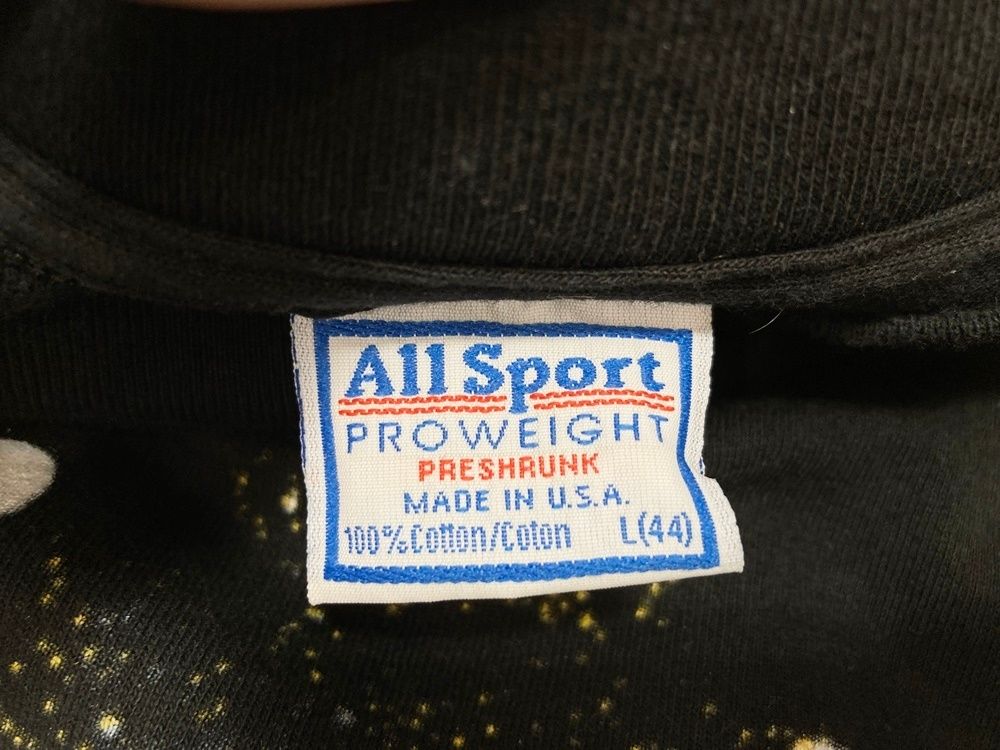 All Sport
PROWEIGHT
PRESHRUNK
MADE IN U.S.A.
100% Cotton/Coton L(44)